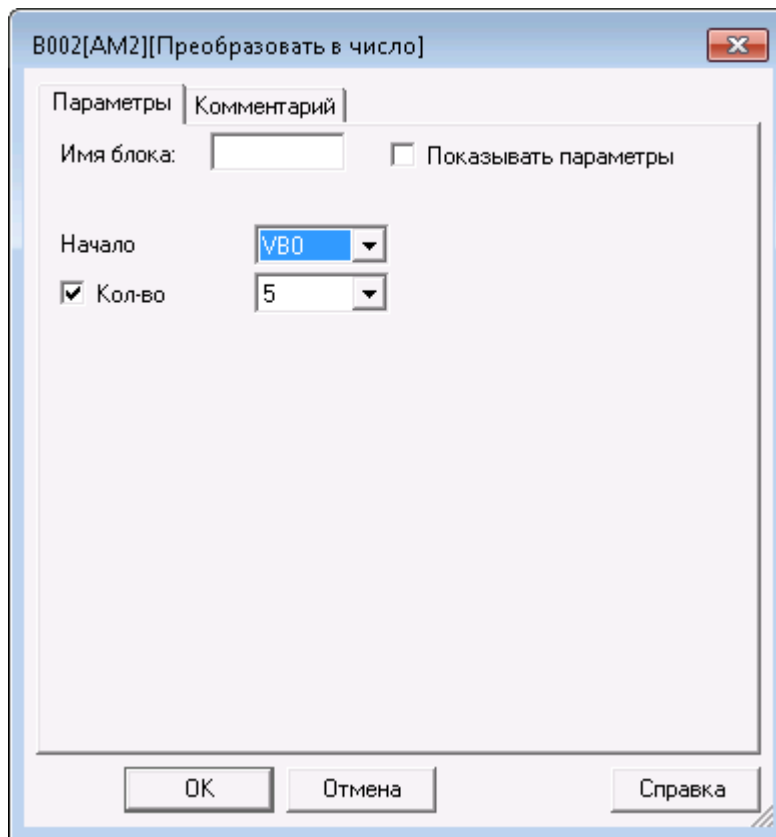 B002[AM2][Преобразовать в число]
Параметры Комментарий
Имя блока: Показывать параметры
Начало VB0
Кол-во 5
OK Отмена Справка